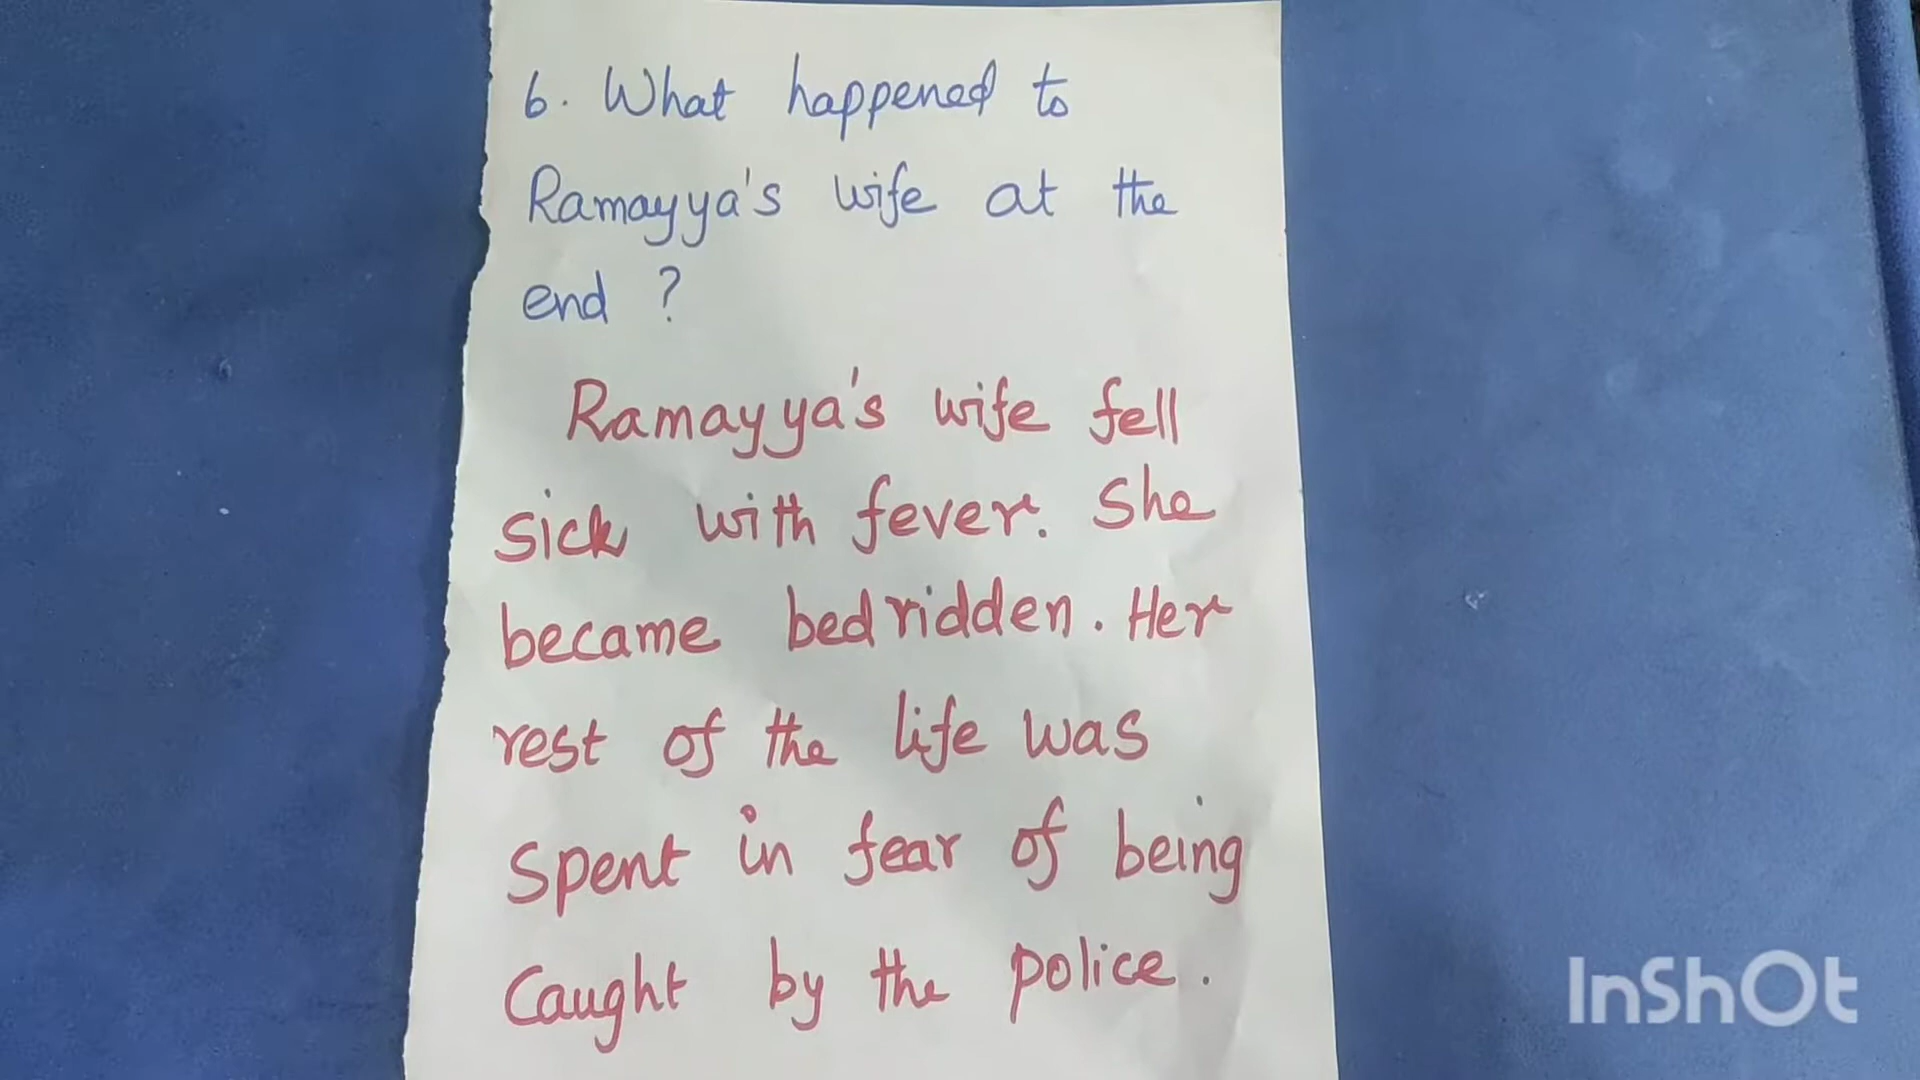 6. What happened to
Ramayya's wife at the
end ?
Ramayya's wife fell
sick with fever. She
became bedridden. Her
rest of the life was
spent in fear of being
caught by the police.
InShOt